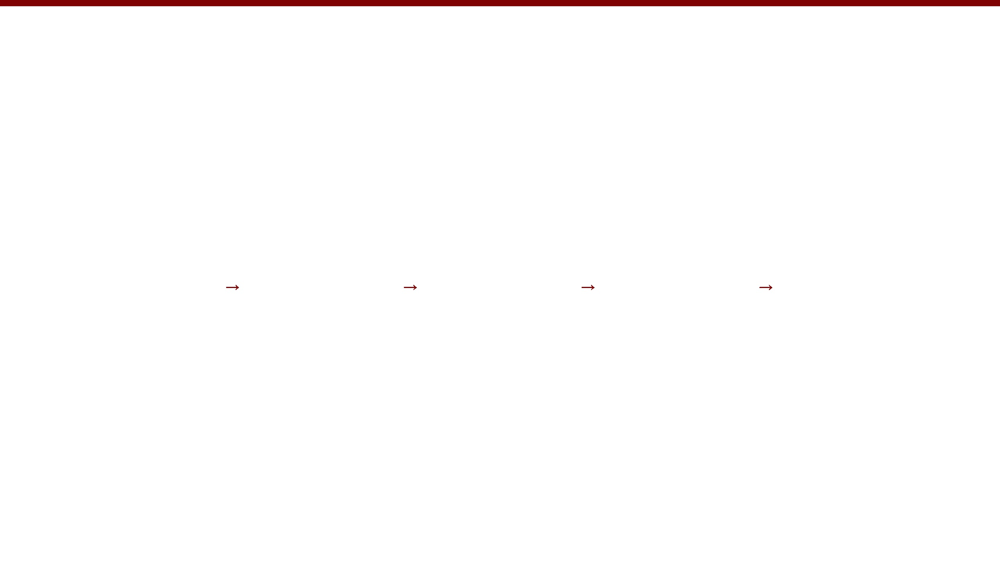 → → → →